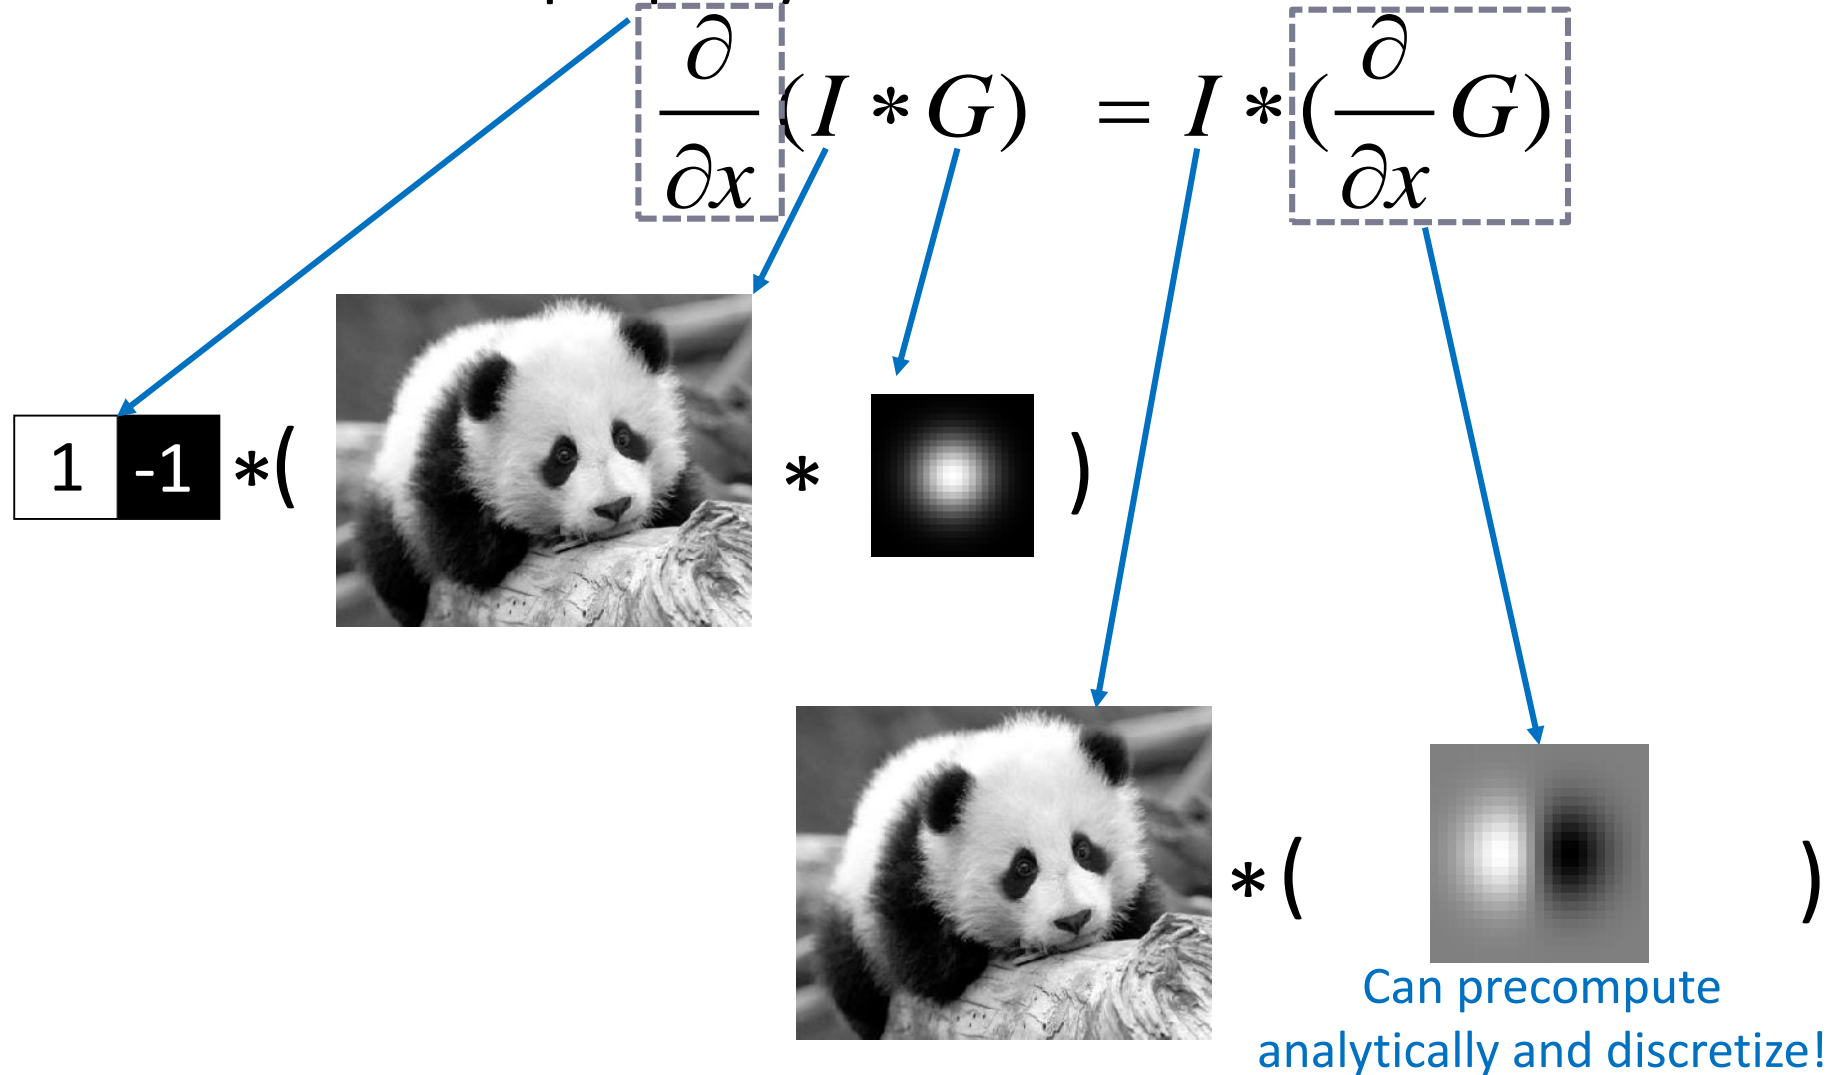 ∂/∂x (I * G) = I * (∂/∂x G)
1 -1 *( * )
* ( )
Can precompute
analytically and discretize!